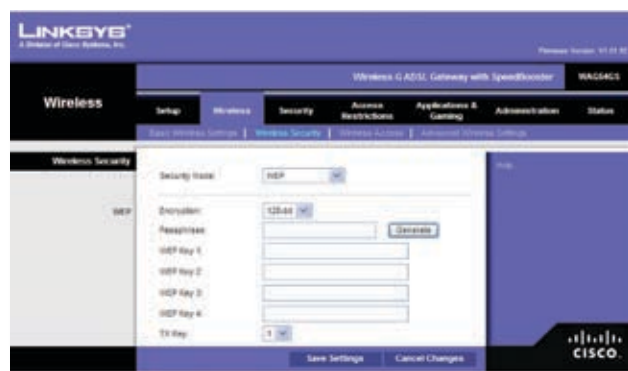 LINKSYS®
A Division of Cisco Systems, Inc.
Firmware Version:
Wireless-G ADSL Gateway with SpeedBooster WAG54GS
Wireless
Setup Wireless Security Access Restrictions Applications & Gaming Administration Status
Basic Wireless Settings | Wireless Security | Wireless Access | Advanced Wireless Settings
Wireless Security
Security Mode: WEP
Help...
WEP
Encryption:
Passphrase: Generate
WEP Key 1:
WEP Key 2:
WEP Key 3:
WEP Key 4:
TX Key: 1
Save Settings Cancel Changes
CISCO.